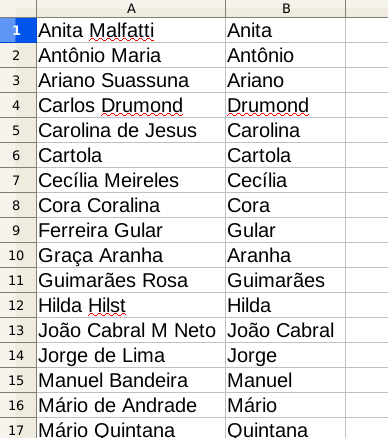 A B
1 Anita Malfatti Anita
2 Antônio Maria Antônio
3 Ariano Suassuna Ariano
4 Carlos Drumond Drumond
5 Carolina de Jesus Carolina
6 Cartola Cartola
7 Cecília Meireles Cecília
8 Cora Coralina Cora
9 Ferreira Gular Gular
10 Graça Aranha Aranha
11 Guimarães Rosa Guimarães
12 Hilda Hilst Hilda
13 João Cabral M Neto João Cabral
14 Jorge de Lima Jorge
15 Manuel Bandeira Manuel
16 Mário de Andrade Mário
17 Mário Quintana Quintana